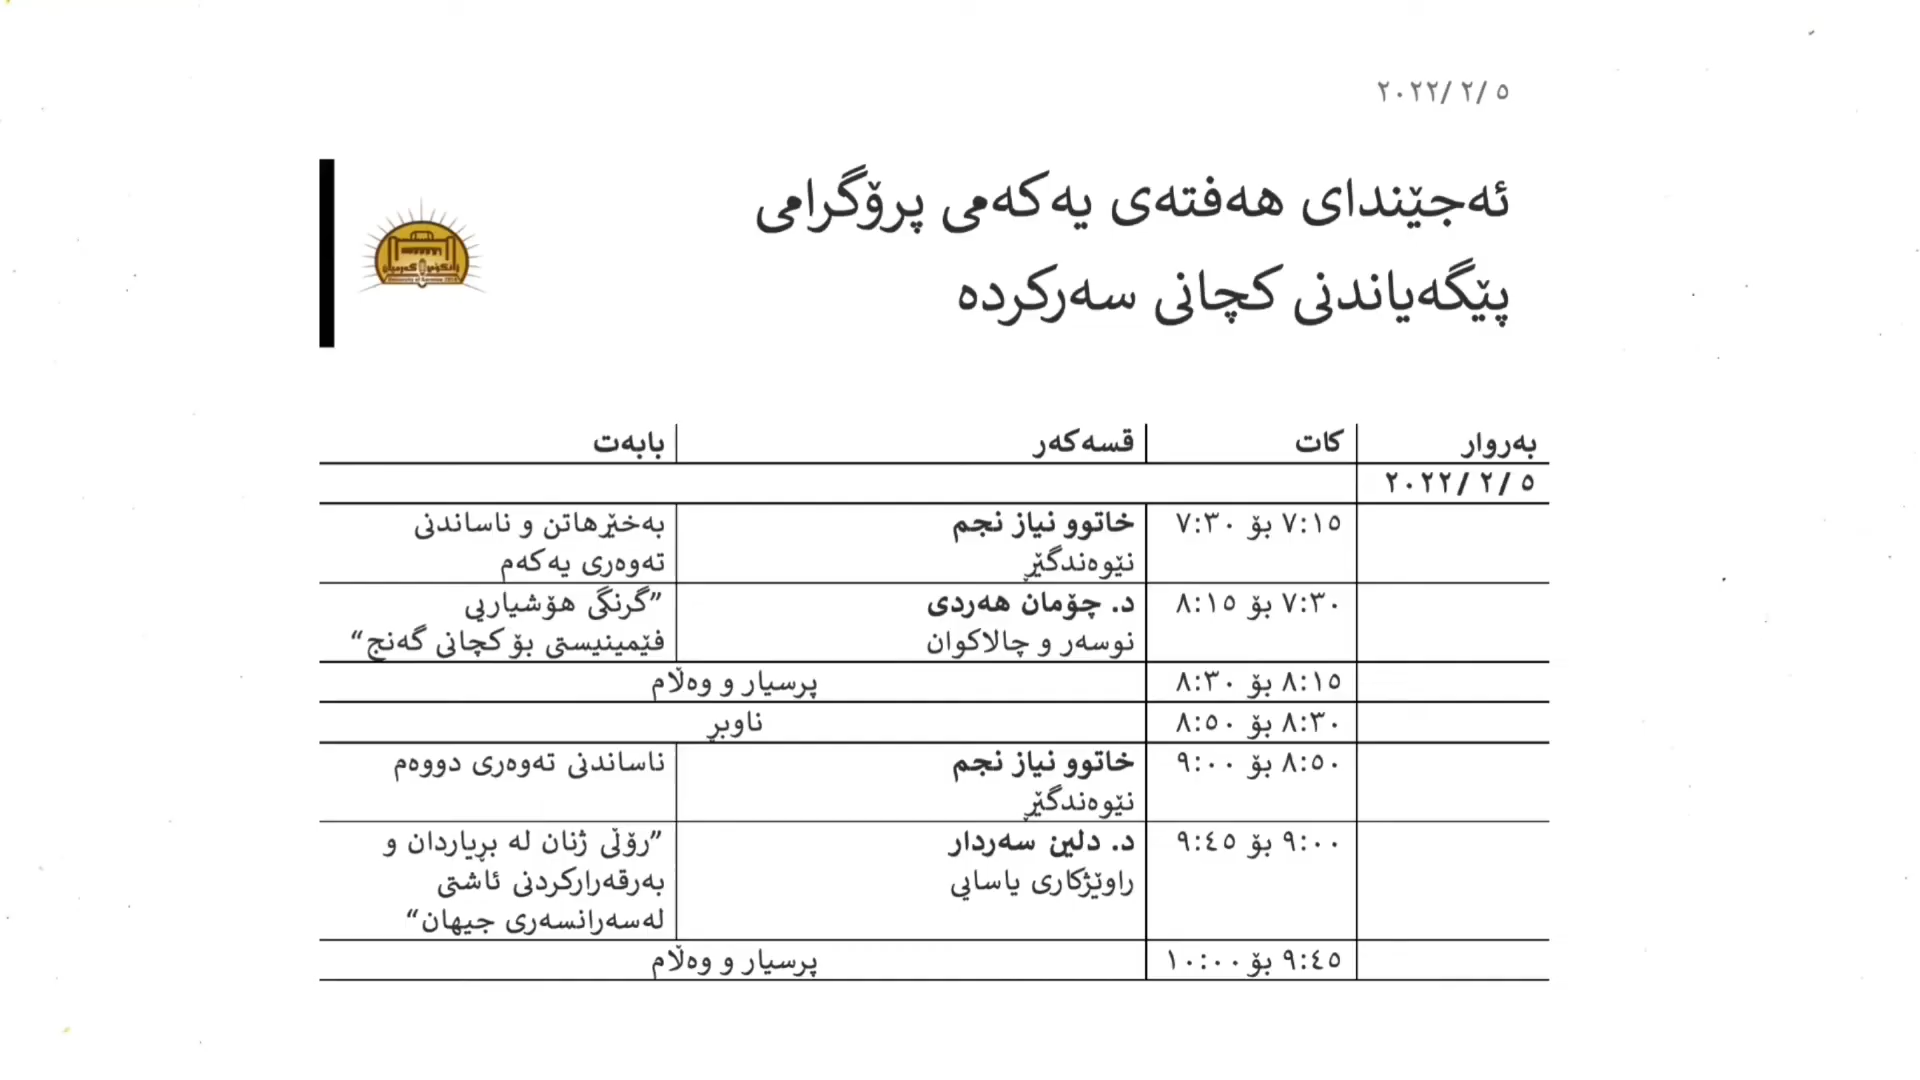 ٢٠٢٢/ ٢/ ٥
ئەجێندای هەفتەی یەکەمی پرۆگرامی
پێگەیاندنی کچانی سەرکردە
بەروار کات قسەکەر بابەت
٢٠٢٢/ ٢/ ٥
٧:١٥ بۆ ٧:٣٠ خاتوو نیاز نجم بەخێرهاتن و ناساندنی
نێوەندگێڕ تەوەری یەکەم
٧:٣٠ بۆ ٨:١٥ د. چۆمان هەردی ”گرنگی هۆشیاریی
نوسەر و چالاکوان فێمینیستی بۆ کچانی گەنج“
٨:١٥ بۆ ٨:٣٠ پرسیار و وەڵام
٨:٣٠ بۆ ٨:٥٠ ناوبڕ
٨:٥٠ بۆ ٩:٠٠ خاتوو نیاز نجم ناساندنی تەوەری دووەم
نێوەندگێڕ
٩:٠٠ بۆ ٩:٤٥ د. دلین سەردار ”رۆڵی ژنان لە بڕیاردان و
راوێژکاری یاسایی بەرقەرارکردنی ئاشتی
لەسەرانسەری جیهان“
٩:٤٥ بۆ ١٠:٠٠ پرسیار و وەڵام